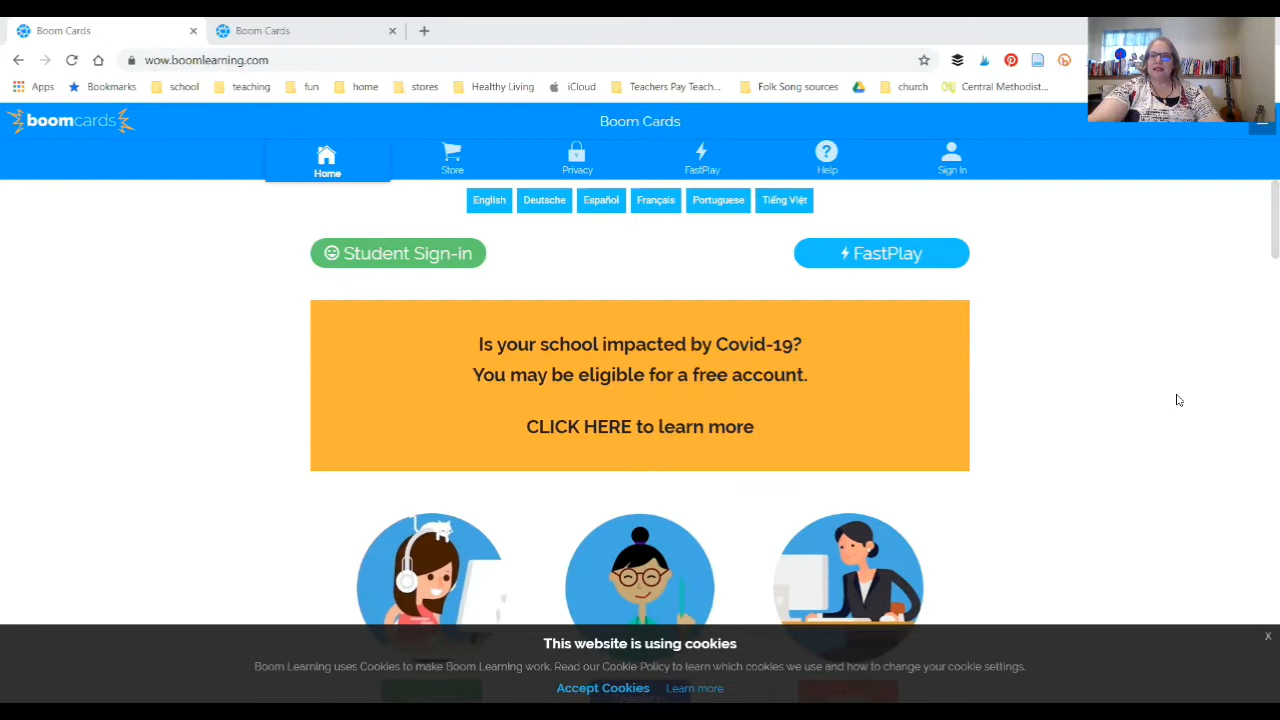 Boom Cards
Boom Cards
wow.boomlearning.com
Apps
Bookmarks
school
teaching
fun
home
stores
Healthy Living
iCloud
Teachers Pay Teach...
Folk Song sources
church
Central Methodist...
boomcards
Boom Cards
Home
Store
Privacy
FastPlay
Help
Sign In
English
Deutsche
Español
Français
Portuguese
Tiếng Việt
Student Sign-in
FastPlay
Is your school impacted by Covid-19?
You may be eligible for a free account.
CLICK HERE to learn more
This website is using cookies
Boom Learning uses Cookies to make Boom Learning work. Read our Cookie Policy to learn which cookies we use and how to change your cookie settings.
Accept Cookies
Learn more
X